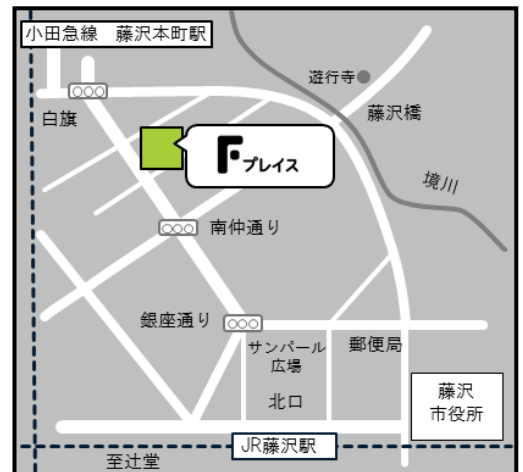 小田急線　藤沢本町駅
遊行寺
白旗
藤沢橋
Fプレイス
境川
南仲通り
銀座通り
サンパール
広場
郵便局
北口
藤沢
市役所
JR藤沢駅
至辻堂